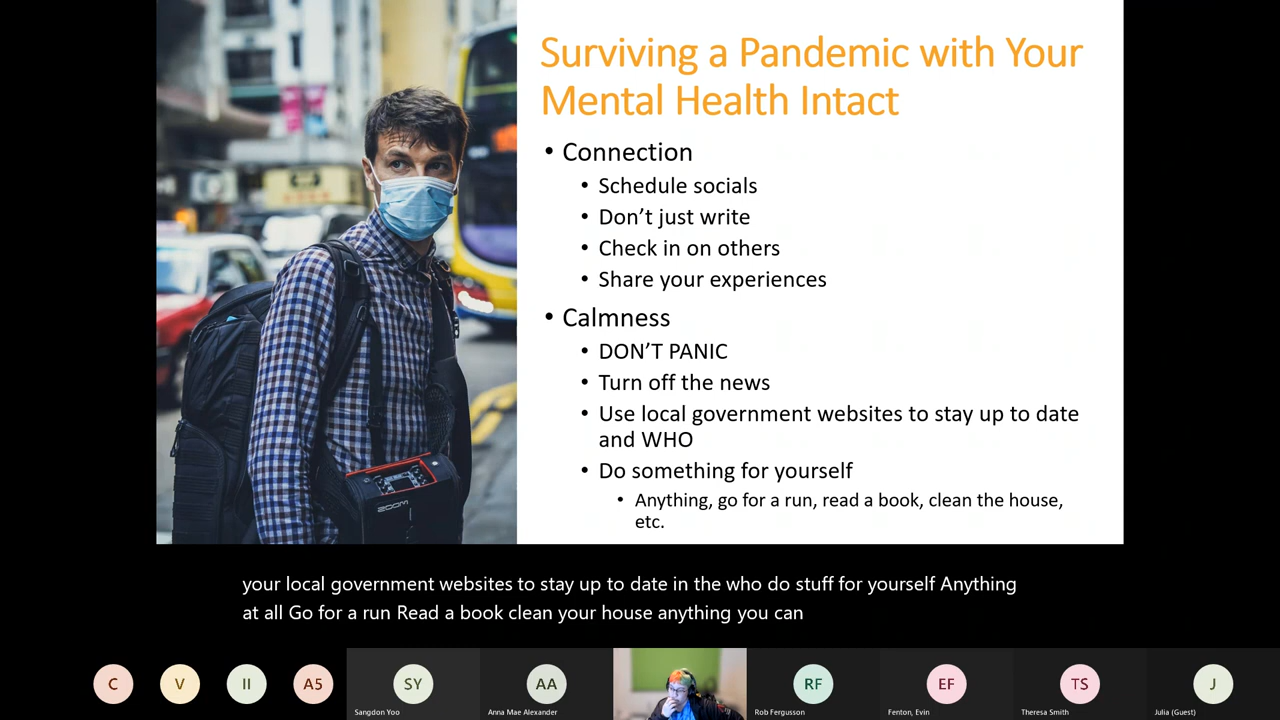 Surviving a Pandemic with Your
Mental Health Intact
• Connection
• Schedule socials
• Don’t just write
• Check in on others
• Share your experiences
• Calmness
• DON’T PANIC
• Turn off the news
• Use local government websites to stay up to date
and WHO
• Do something for yourself
• Anything, go for a run, read a book, clean the house,
etc.
ZOOM
your local government websites to stay up to date in the who do stuff for yourself Anything
at all Go for a run Read a book clean your house anything you can
C
V
II
A5
SY
AA
RF
EF
TS
J
Sangdon Yoo
Anna Mae Alexander
Rob Fergusson
Fenton, Evin
Theresa Smith
Julia (Guest)